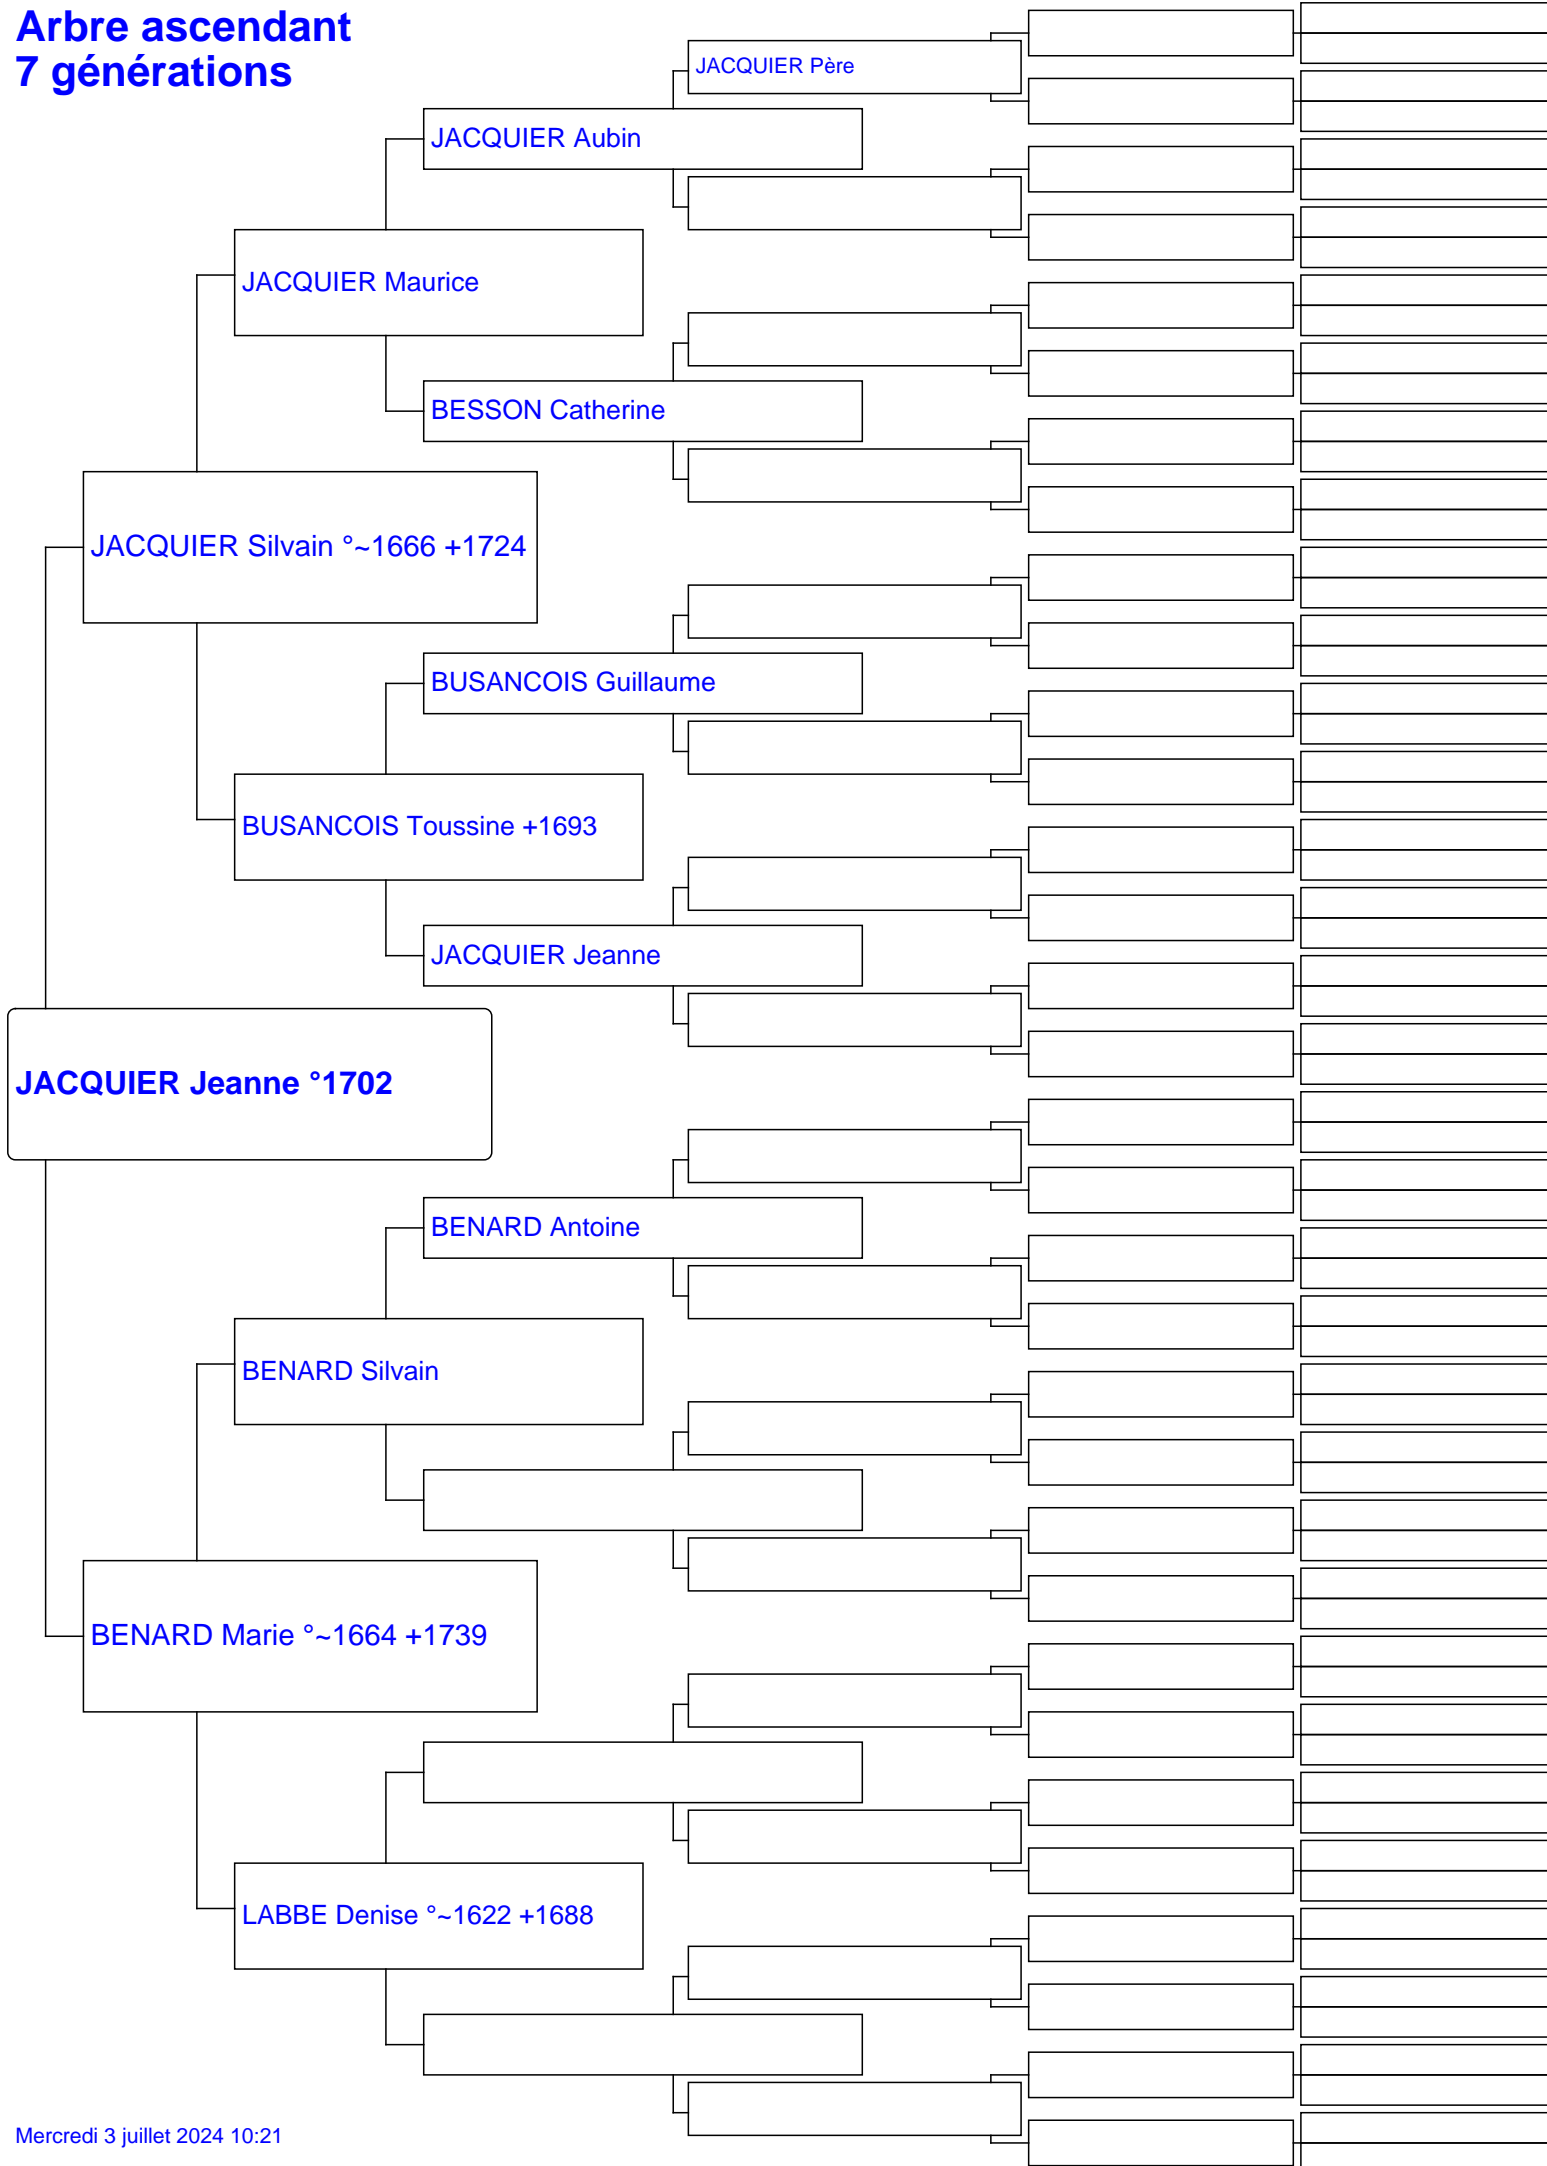 Arbre ascendant
7 générations
JACQUIER Père
JACQUIER Aubin
JACQUIER Maurice
BESSON Catherine
JACQUIER Silvain °~1666 +1724
BUSANCOIS Guillaume
BUSANCOIS Toussine +1693
JACQUIER Jeanne
JACQUIER Jeanne °1702
BENARD Antoine
BENARD Silvain
BENARD Marie °~1664 +1739
LABBE Denise °~1622 +1688
Mercredi 3 juillet 2024 10:21